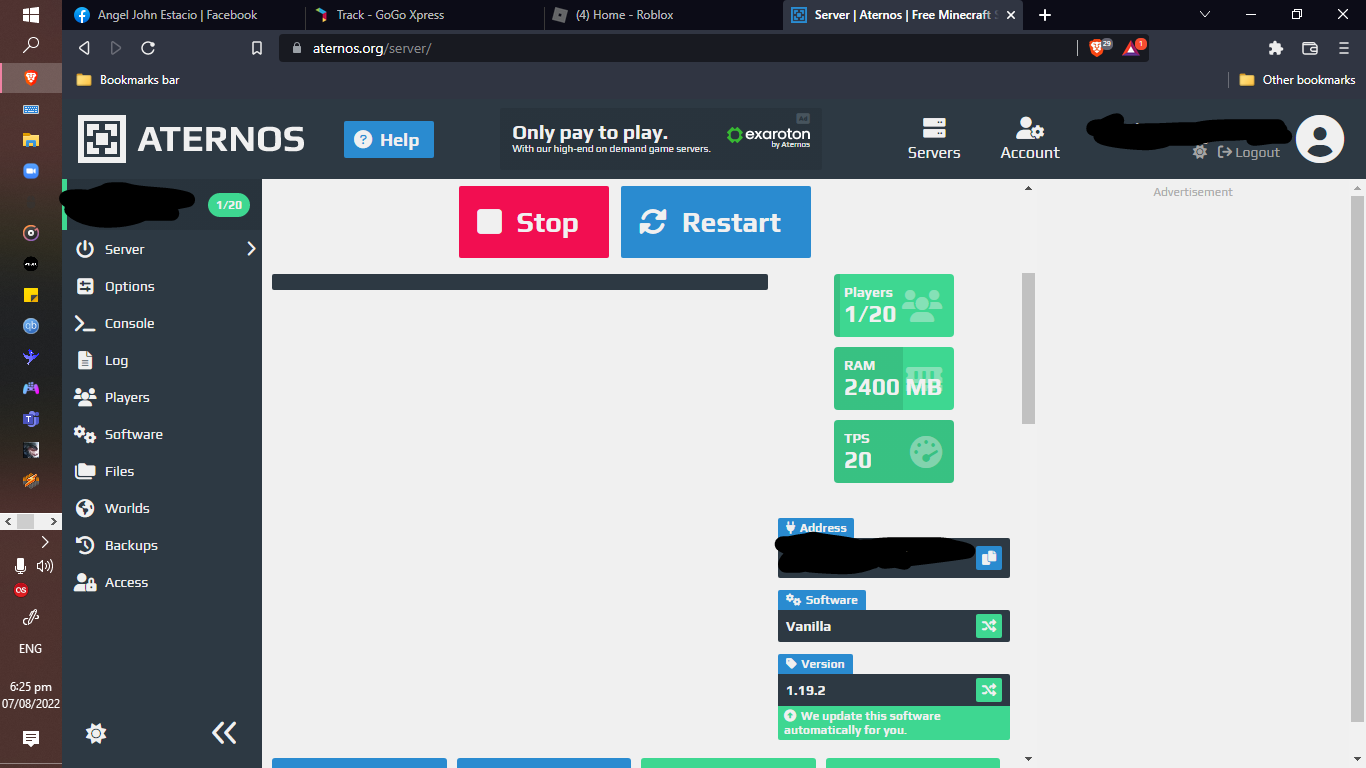 Angel John Estacio | Facebook
Track - GoGo Xpress
(4) Home - Roblox
Server | Aternos | Free Minecraft
aternos.org/server/
29
1
Bookmarks bar
Other bookmarks
ATERNOS
Help
Only pay to play.
With our high-end on demand game servers.
Ad
exaroton
by Aternos
Servers
Account
Logout
1/20
Server
Options
Console
Log
Players
Software
Files
Worlds
Backups
Access
Stop
Restart
Players
1/20
RAM
2400 MB
TPS
20
Address
Software
Vanilla
Version
1.19.2
We update this software
automatically for you.
Advertisement
ENG
6:25 pm
07/08/2022